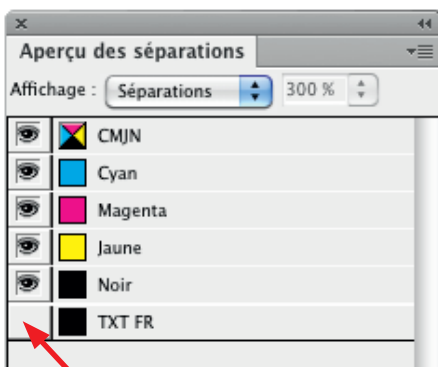 Aperçu des séparations
Affichage : Séparations 300 %
CMJN
Cyan
Magenta
Jaune
Noir
TXT FR